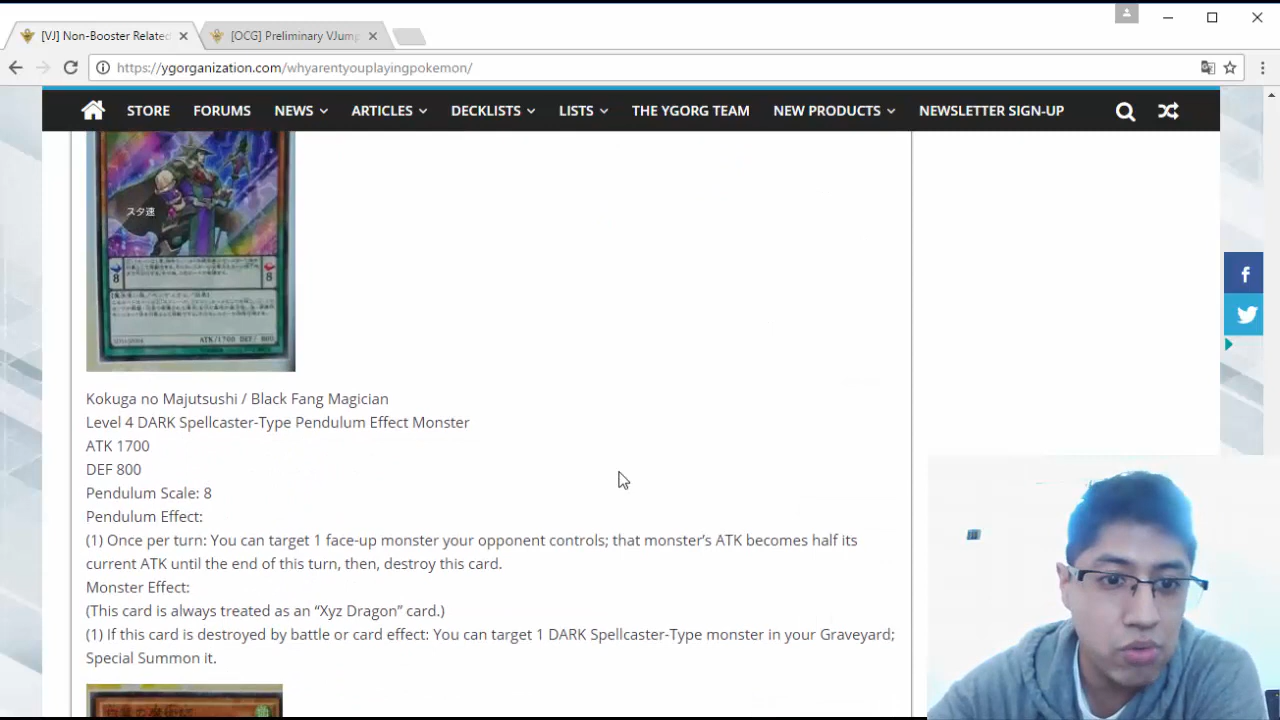 [VJ] Non-Booster Related
[OCG] Preliminary VJump
https://ygorganization.com/whyarentyouplayingpokemon/
STORE FORUMS NEWS ARTICLES DECKLISTS LISTS THE YGORG TEAM NEW PRODUCTS NEWSLETTER SIGN-UP
スタ速
8 8
ATK/1700 DEF/ 800
Kokuga no Majutsushi / Black Fang Magician
Level 4 DARK Spellcaster-Type Pendulum Effect Monster
ATK 1700
DEF 800
Pendulum Scale: 8
Pendulum Effect:
(1) Once per turn: You can target 1 face-up monster your opponent controls; that monster’s ATK becomes half its
current ATK until the end of this turn, then, destroy this card.
Monster Effect:
(This card is always treated as an “Xyz Dragon” card.)
(1) If this card is destroyed by battle or card effect: You can target 1 DARK Spellcaster-Type monster in your Graveyard;
Special Summon it.